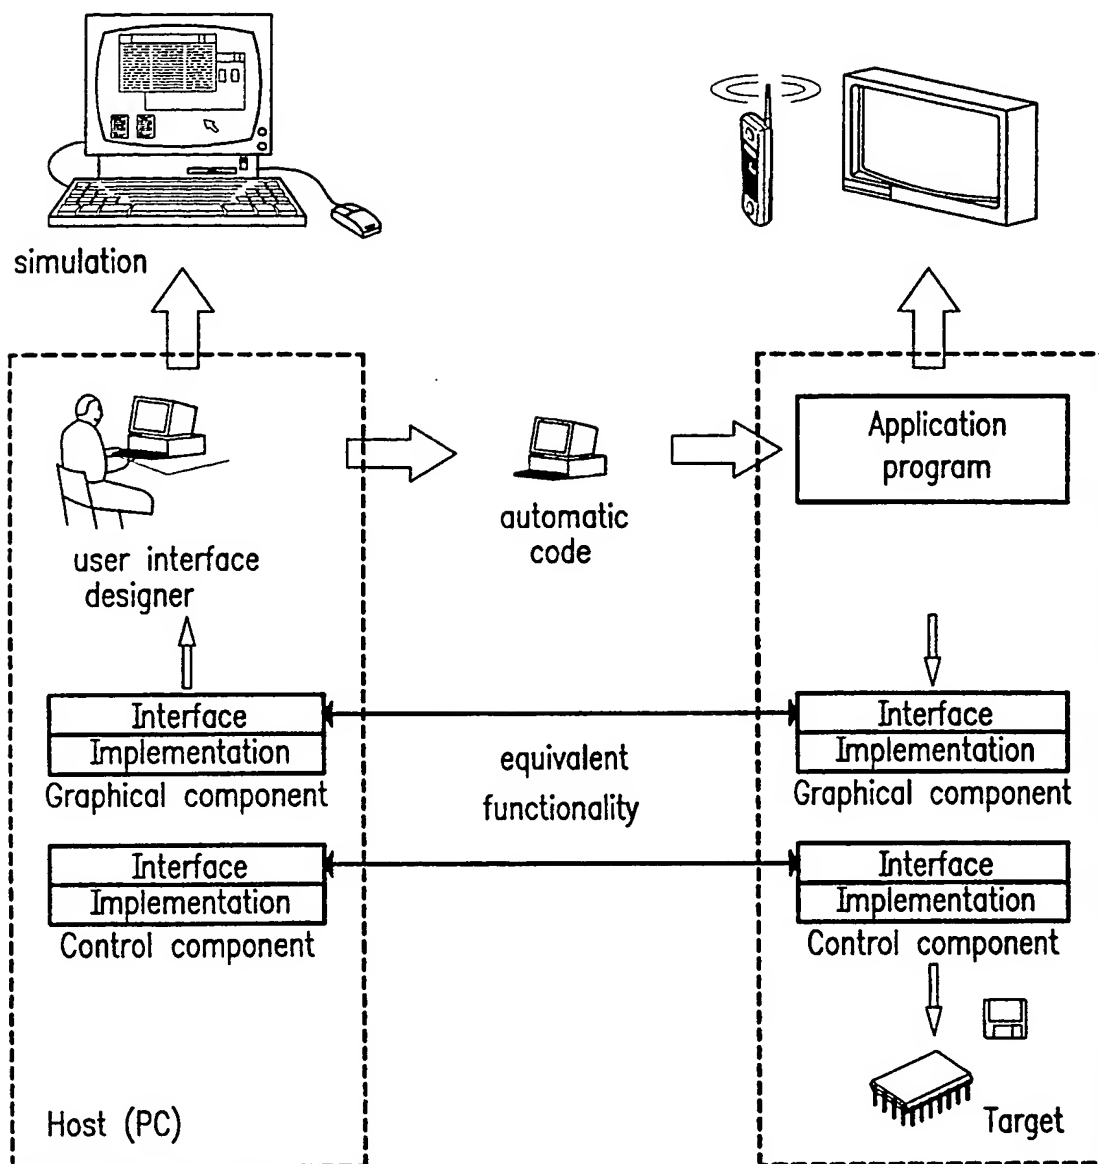 simulation
user interface
designer
automatic
code
Application
program
Interface
Implementation
Graphical component
equivalent
functionality
Interface
Implementation
Graphical component
Interface
Implementation
Control component
Interface
Implementation
Control component
Host (PC)
Target